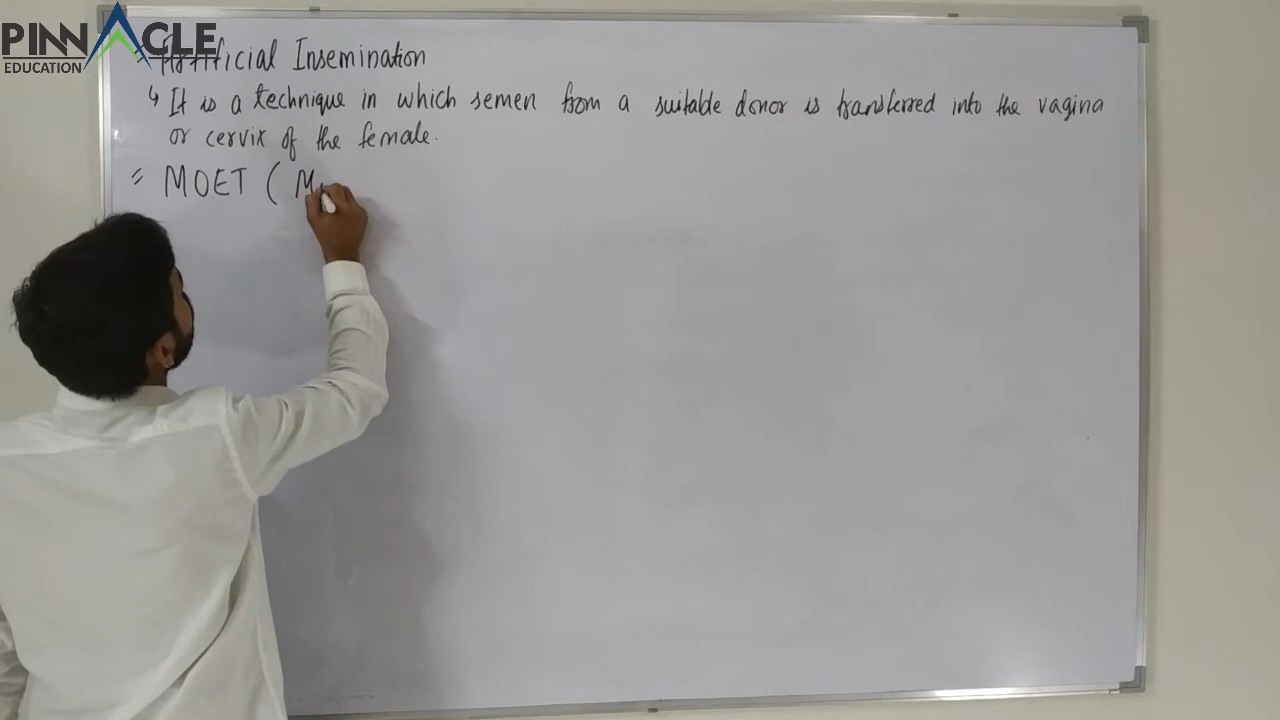 PINNACLE
EDUCATION
Artificial Insemination
↳ It is a technique in which semen from a suitable donor is transferred into the vagina
or cervix of the female.
MOET ( M